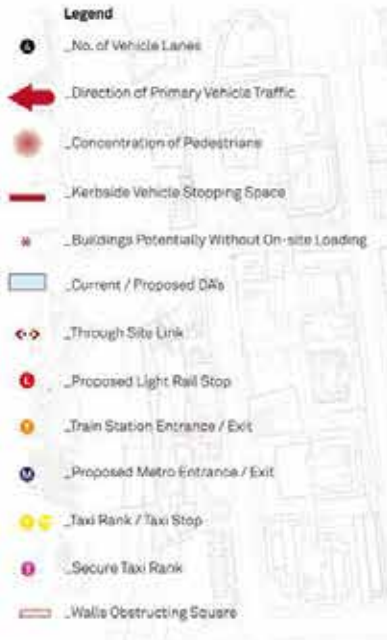 Legend
_No. of Vehicle Lanes
_Direction of Primary Vehicle Traffic
_Concentration of Pedestrians
_Kerbside Vehicle Stopping Space
_Buildings Potentially Without On-site Loading
_Current / Proposed DA's
_Through Site Link
L _Proposed Light Rail Stop
_Train Station Entrance / Exit
M _Proposed Metro Entrance / Exit
_Taxi Rank / Taxi Stop
_Secure Taxi Rank
_Walls Obstructing Square